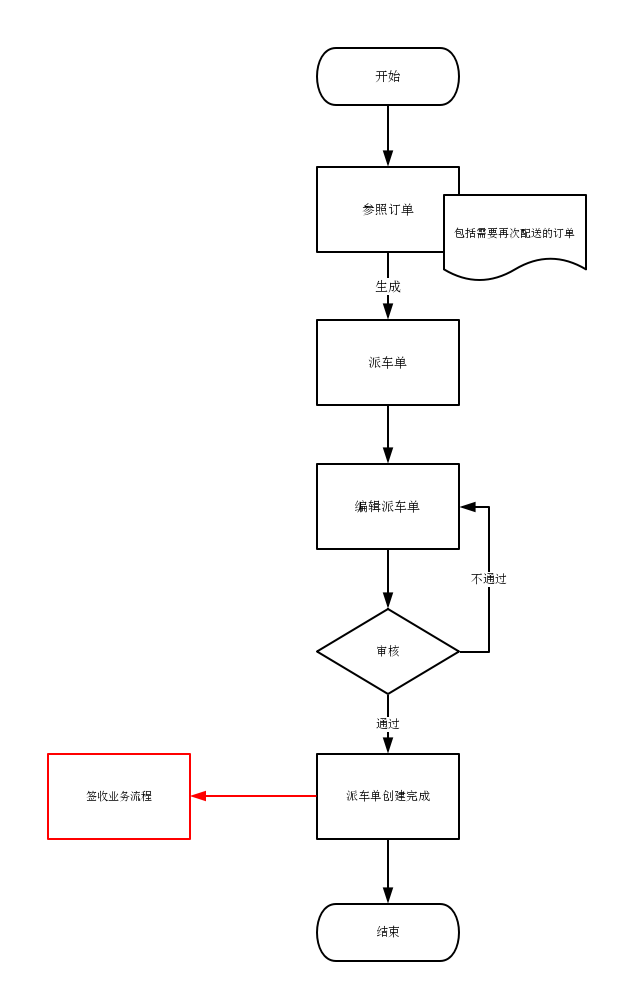 开始
参照订单
包括需要再次配送的订单
生成
派车单
编辑派车单
不通过
审核
通过
签收业务流程
派车单创建完成
结束